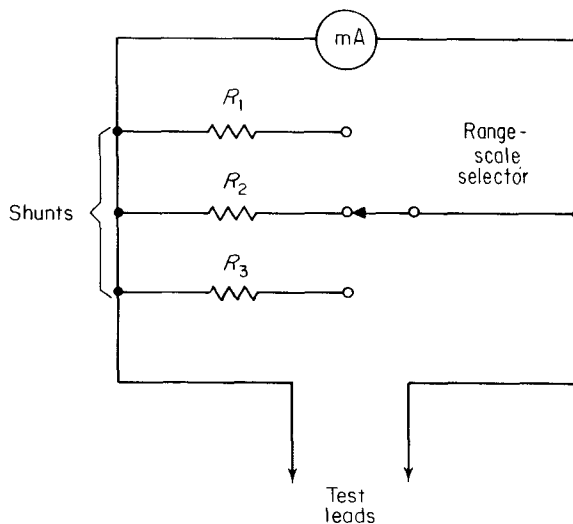 mA
R1
Range-
scale
selector
R2
Shunts
R3
Test
leads